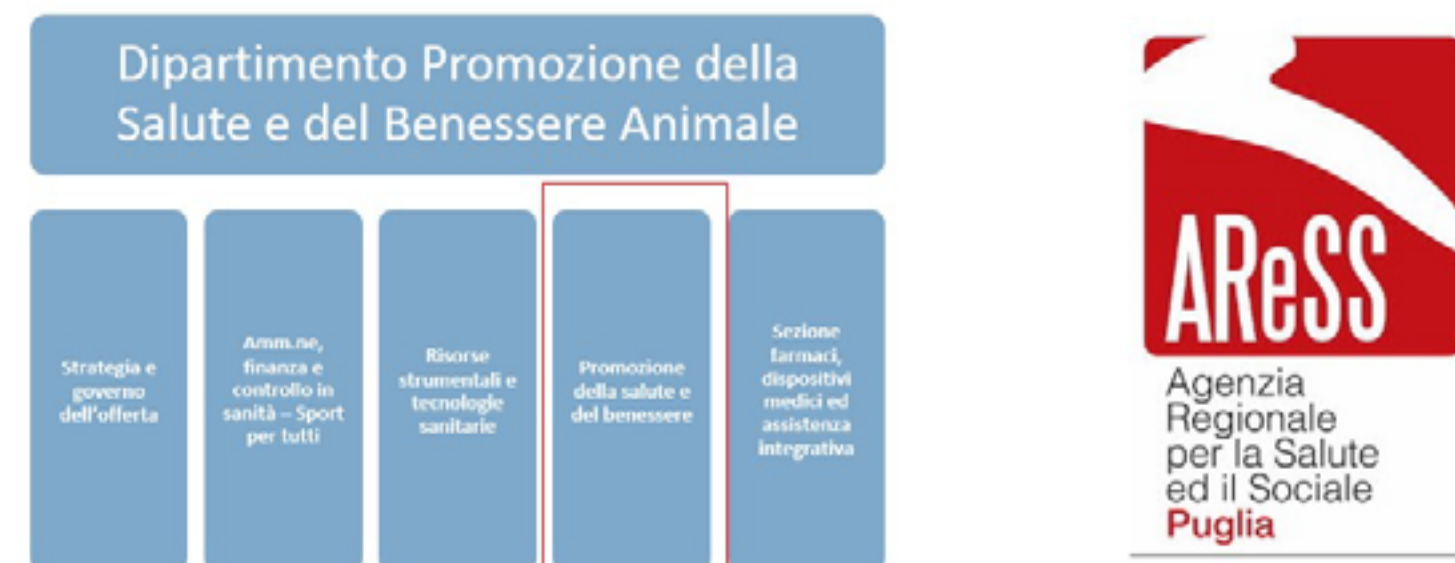 Dipartimento Promozione della
Salute e del Benessere Animale
Strategia e
governo
dell'offerta
Amm.ne,
finanza e
controllo in
sanità – Sport
per tutti
Risorse
strumentali e
tecnologie
sanitarie
Promozione
della salute e
del benessere
Sezione
farmaci,
dispositivi
medici ed
assistenza
integrativa
AReSS
Agenzia
Regionale
per la Salute
ed il Sociale
Puglia